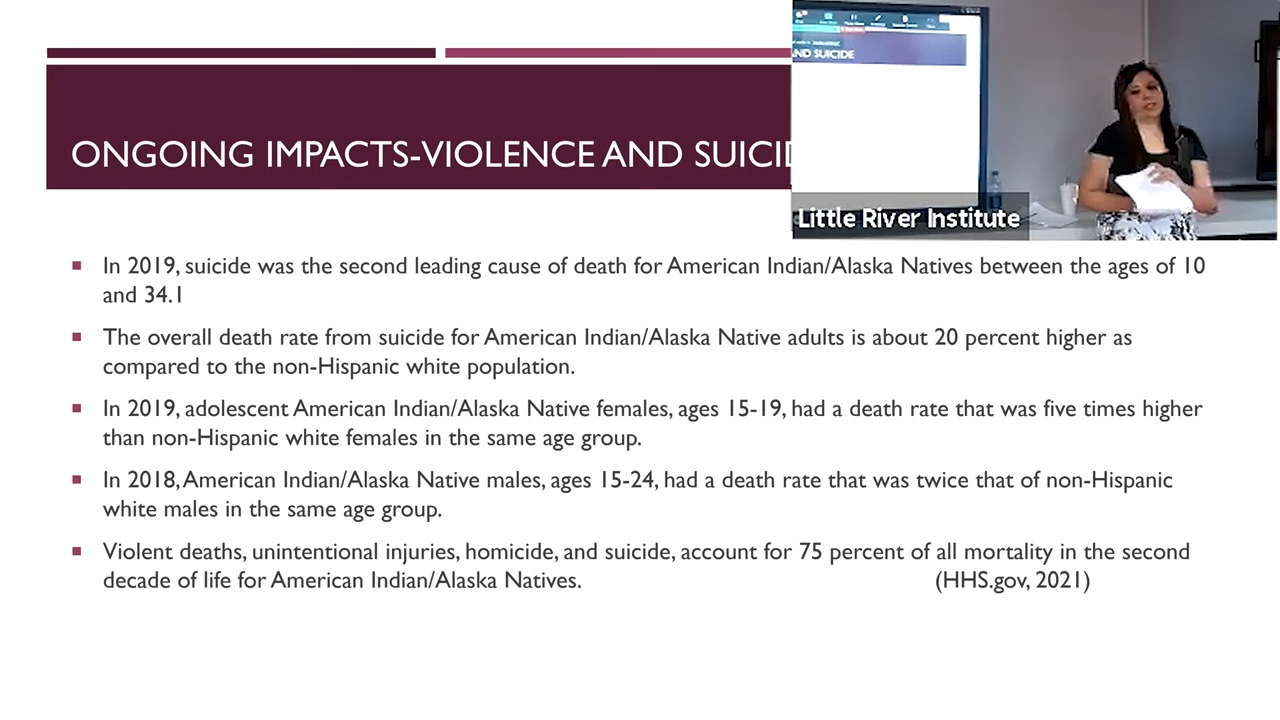 ONGOING IMPACTS-VIOLENCE AND SUICID
AND SUICIDE
Little River Institute
▪ In 2019, suicide was the second leading cause of death for American Indian/Alaska Natives between the ages of 10
and 34.1
▪ The overall death rate from suicide for American Indian/Alaska Native adults is about 20 percent higher as
compared to the non-Hispanic white population.
▪ In 2019, adolescent American Indian/Alaska Native females, ages 15-19, had a death rate that was five times higher
than non-Hispanic white females in the same age group.
▪ In 2018, American Indian/Alaska Native males, ages 15-24, had a death rate that was twice that of non-Hispanic
white males in the same age group.
▪ Violent deaths, unintentional injuries, homicide, and suicide, account for 75 percent of all mortality in the second
decade of life for American Indian/Alaska Natives. (HHS.gov, 2021)